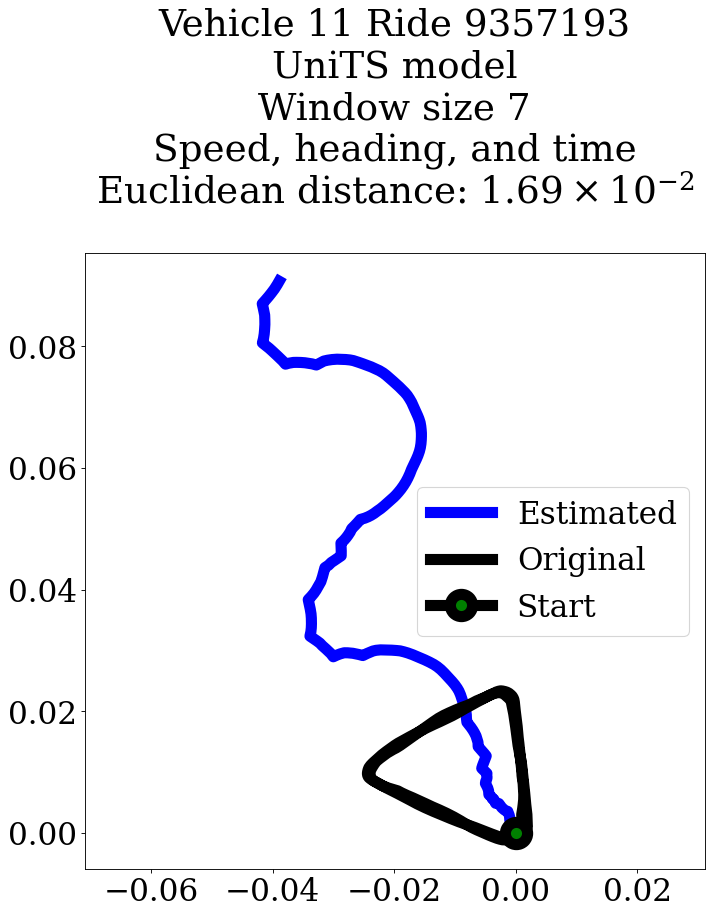 Vehicle 11 Ride 9357193
UniTS model
Window size 7
Speed, heading, and time
Euclidean distance: 1.69 × 10⁻²
0.08
0.06
Estimated
Original
0.04
Start
0.02
0.00
−0.06 −0.04 −0.02 0.00 0.02